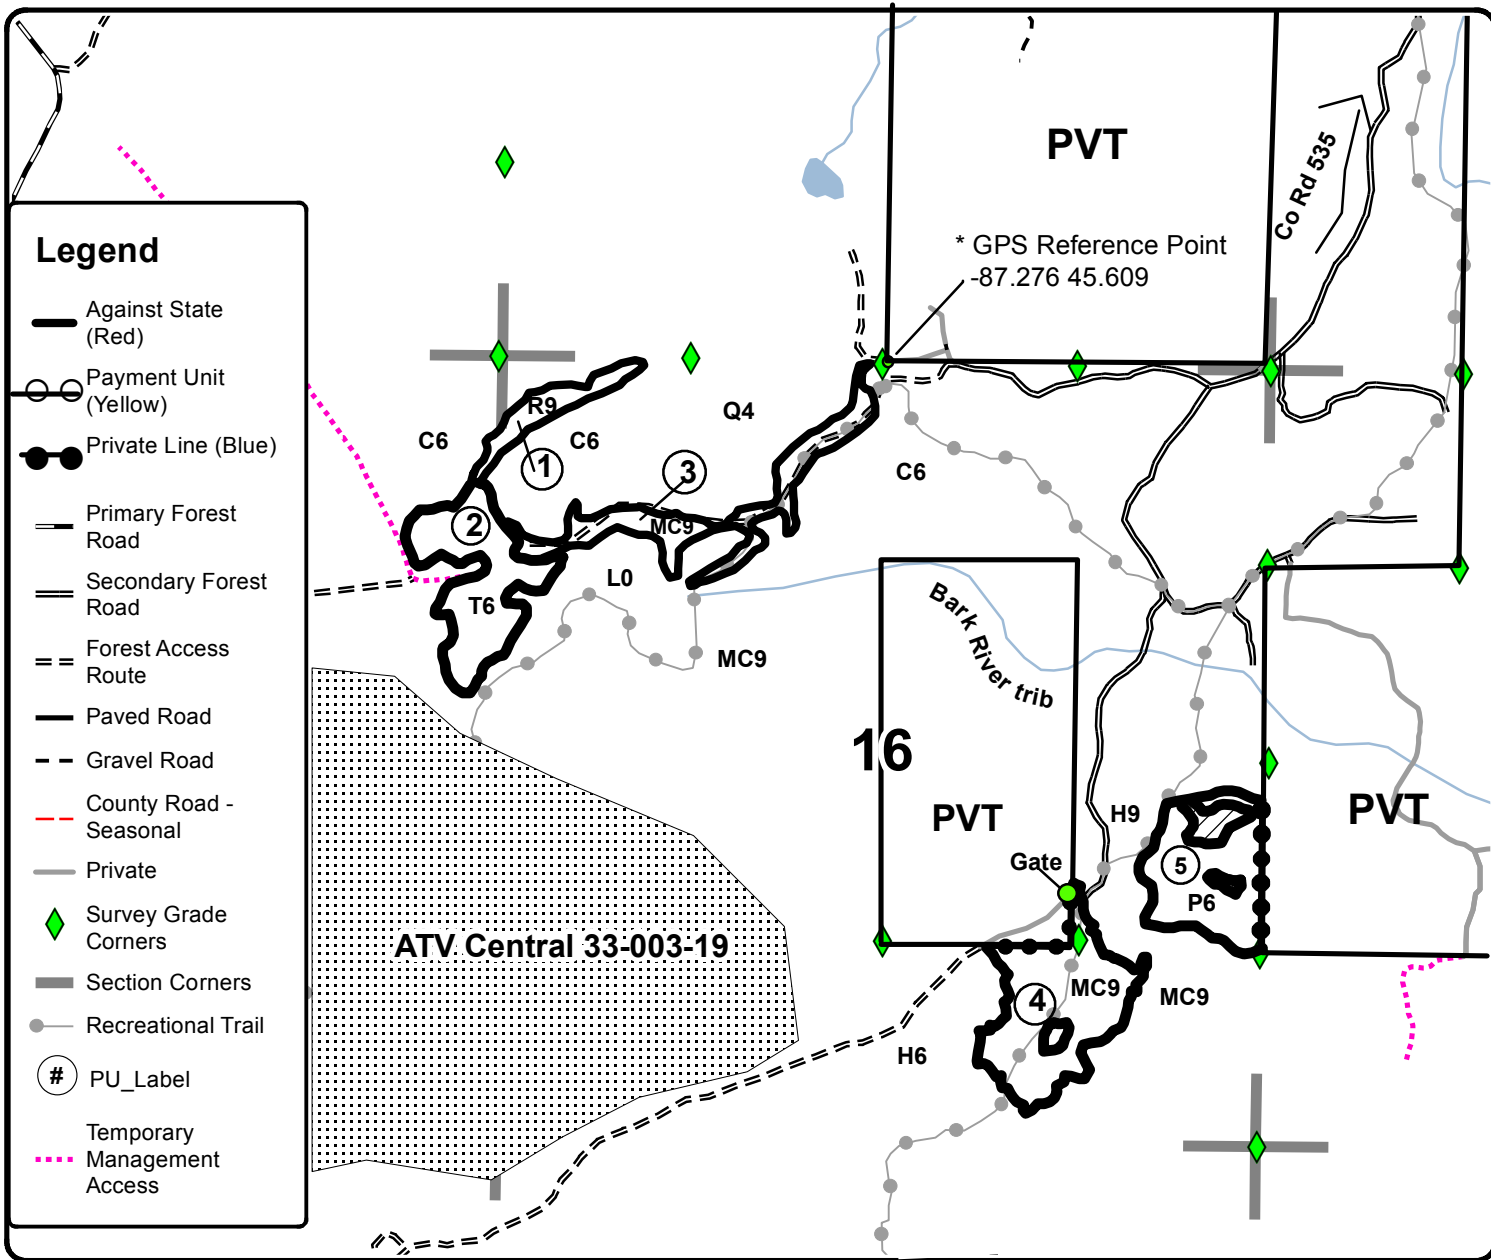 PVT
Co Rd 535
* GPS Reference Point
-87.276 45.609
Legend
Against State
(Red)
Payment Unit
(Yellow)
Private Line (Blue)
Primary Forest
Road
Secondary Forest
Road
Forest Access
Route
Paved Road
Gravel Road
County Road -
Seasonal
Private
Survey Grade
Corners
Section Corners
Recreational Trail
# PU_Label
Temporary
Management
Access
R9
C6
C6
Q4
1
3
C6
2
MC9
L0
T6
MC9
Bark River trib
16
PVT
H9
PVT
Gate
5
P6
ATV Central 33-003-19
MC9
MC9
4
H6